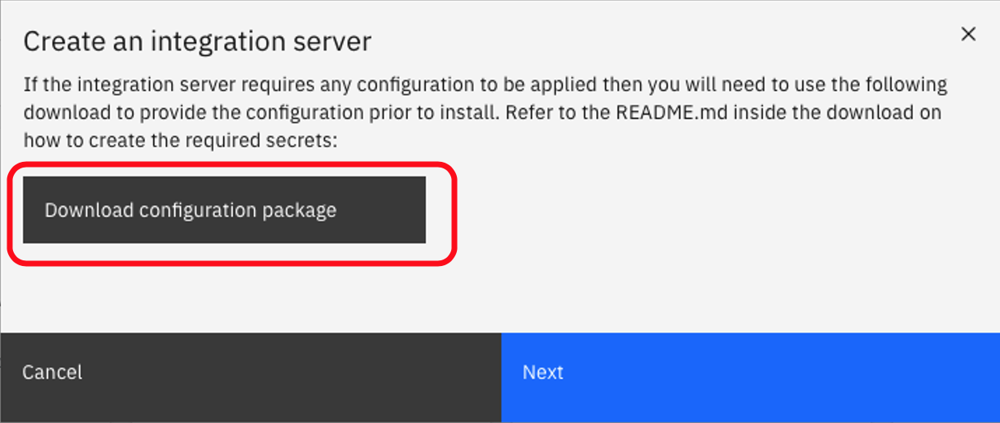 Create an integration server
If the integration server requires any configuration to be applied then you will need to use the following
download to provide the configuration prior to install. Refer to the README.md inside the download on
how to create the required secrets:
Download configuration package
Cancel
Next